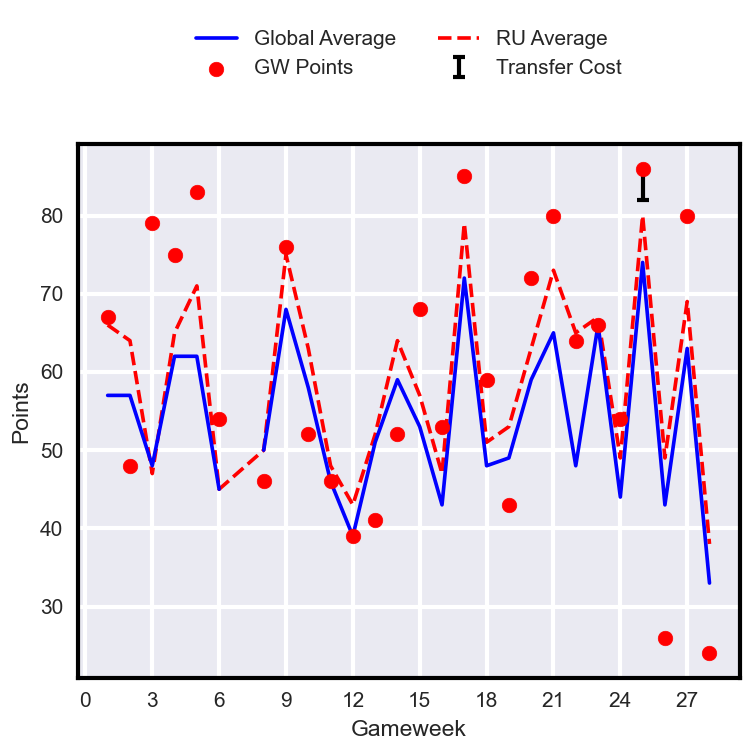 Global Average
RU Average
GW Points
Transfer Cost
Points
80
70
60
50
40
30
0 3 6 9 12 15 18 21 24 27
Gameweek